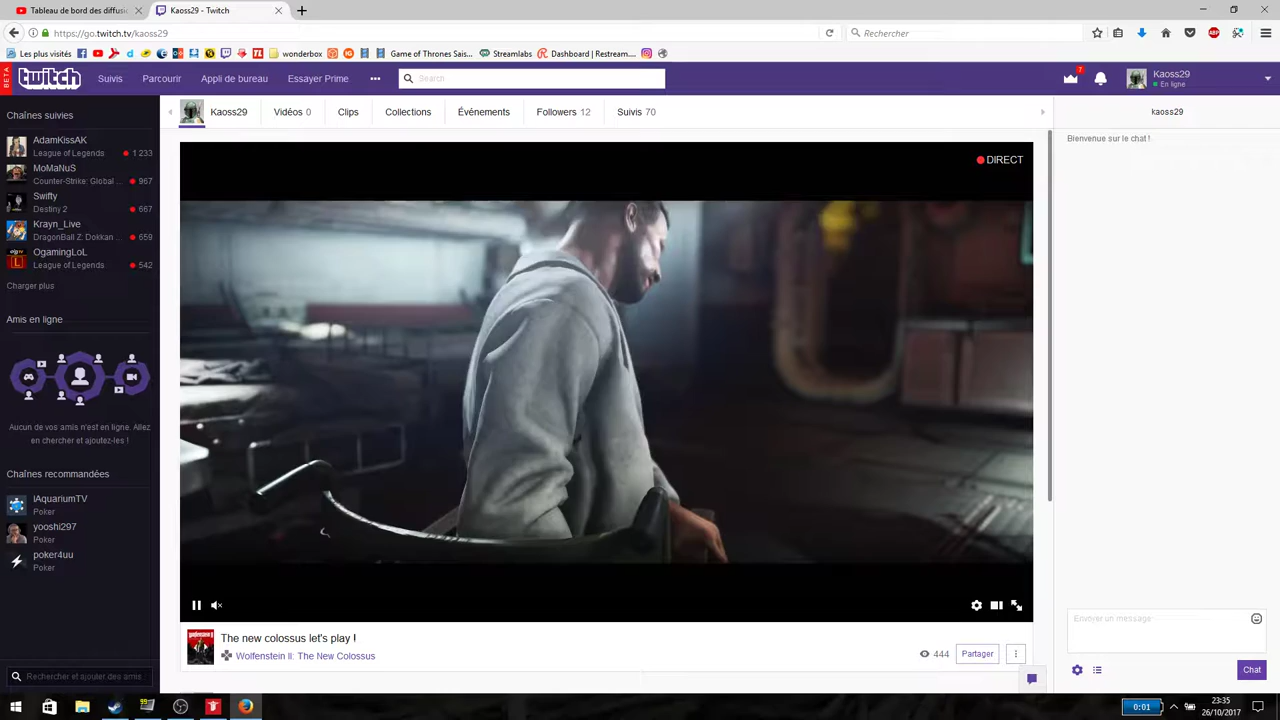 Tableau de bord des diffusi
Kaoss29 - Twitch
https://go.twitch.tv/kaoss29
Rechercher
Les plus visités
wonderbox
Game of Thrones Sais...
Streamlabs
Dashboard | Restream....
BETA
twitch
Suivis
Parcourir
Appli de bureau
Essayer Prime
Search
7
Kaoss29
En ligne
Chaînes suivies
AdamKissAK
League of Legends
1 233
MoMaNuS
Counter-Strike: Global ...
967
Swifty
Destiny 2
667
Krayn_Live
DragonBall Z: Dokkan ...
659
OgamingLoL
League of Legends
542
Charger plus
Amis en ligne
Aucun de vos amis n'est en ligne. Allez
en chercher et ajoutez-les !
Chaînes recommandées
IAquariumTV
Poker
yooshi297
Poker
poker4uu
Poker
Rechercher et ajouter des amis
Kaoss29
Vidéos 0
Clips
Collections
Événements
Followers 12
Suivis 70
DIRECT
The new colossus let's play !
Wolfenstein II: The New Colossus
444
Partager
kaoss29
Bienvenue sur le chat !
Envoyer un message
Chat
0:01
23:35
26/10/2017